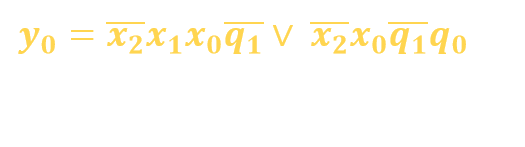 y₀ = x̅₂x₁x₀q̅₁ ∨ x̅₂x₀q̅₁q₀